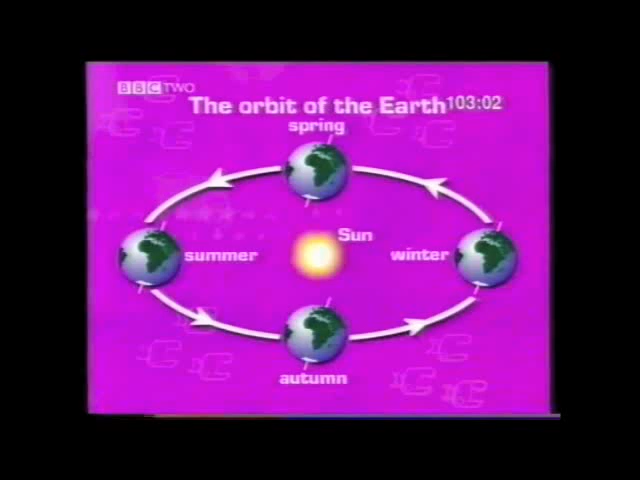 BBC TWO
The orbit of the Earth 103:02
spring
Sun
summer
winter
autumn